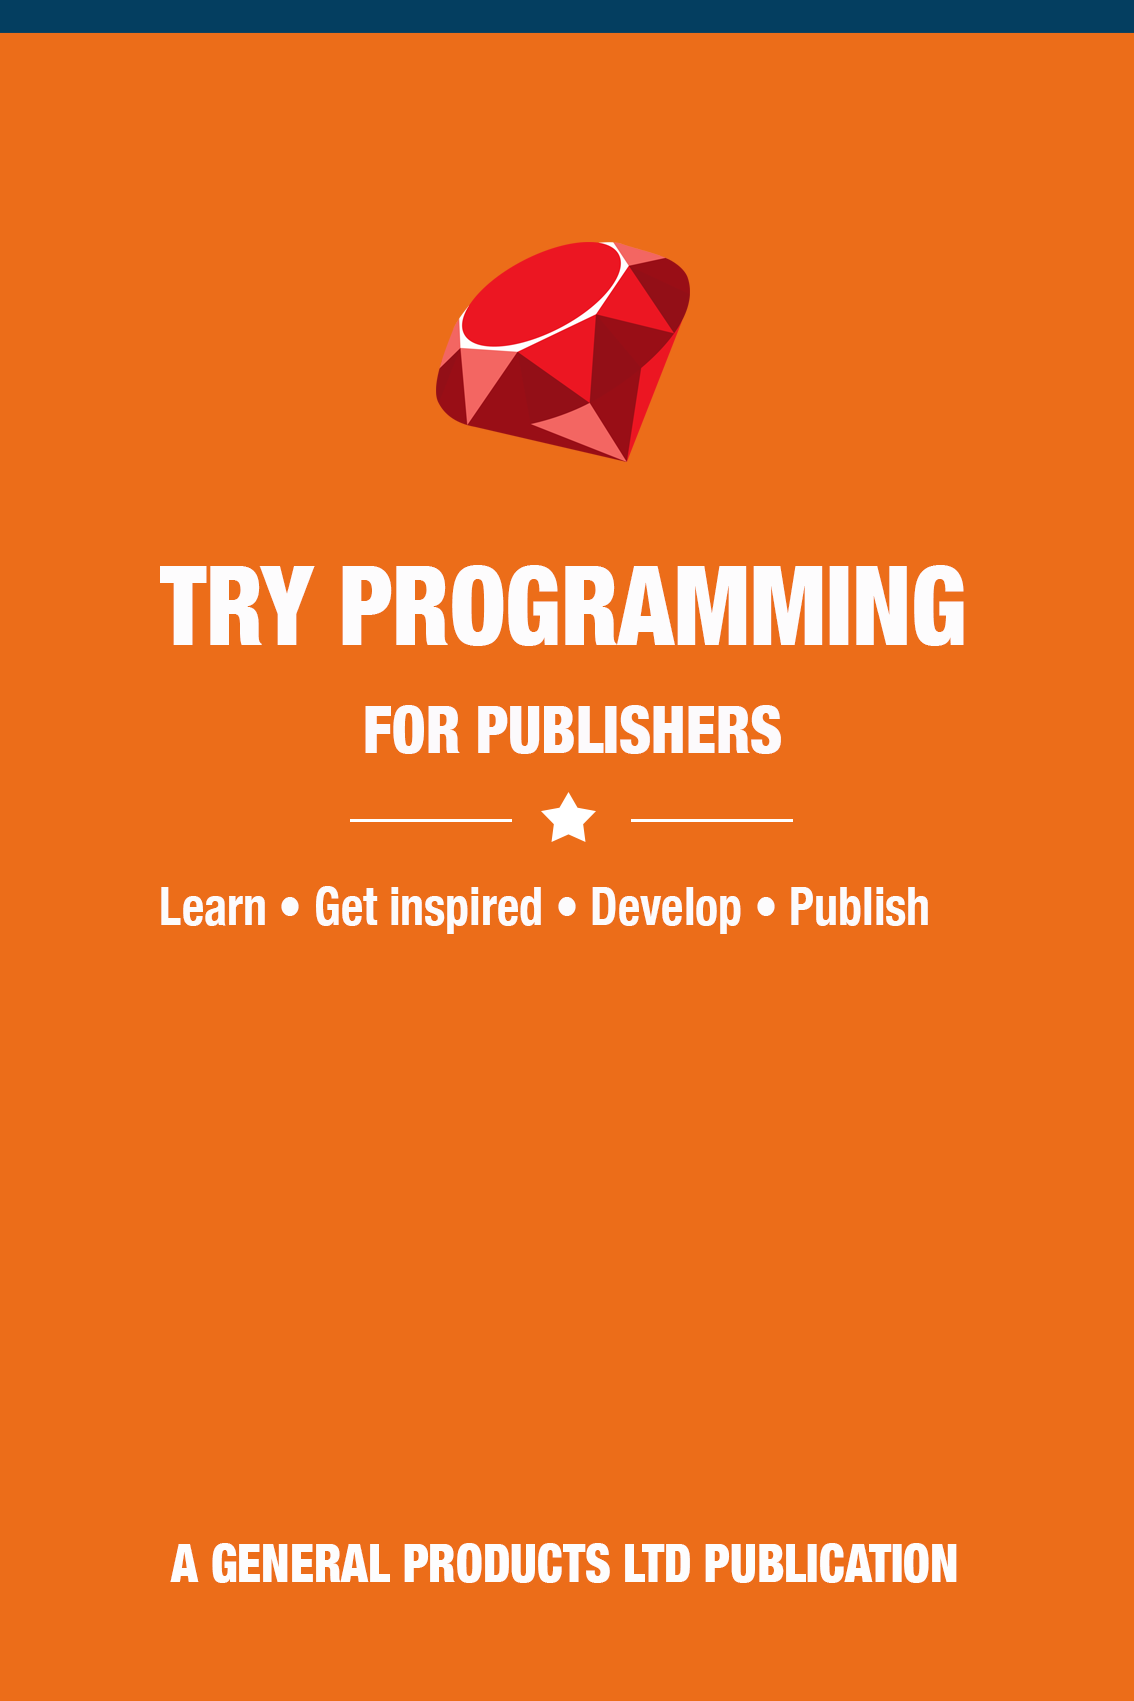 TRY PROGRAMMING
FOR PUBLISHERS
Learn • Get inspired • Develop • Publish
A GENERAL PRODUCTS LTD PUBLICATION